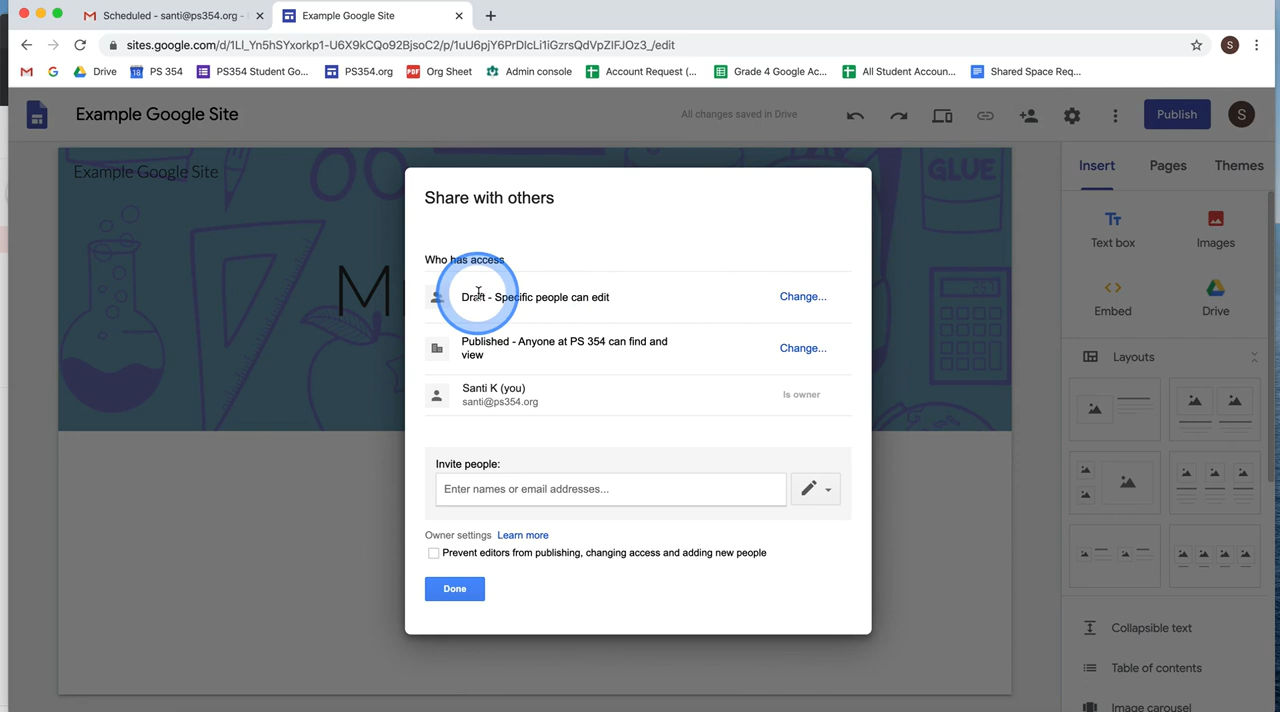 Scheduled - santi@ps354.org -
Example Google Site
sites.google.com/d/1Ll_Yn5hSYxorkp1-U6X9kCQo92BjsoC2/p/1uU6pjY6PrDlcLi1iGzrsQdVpZlFJOz3_/edit
S
Drive
18
PS 354
PS354 Student Go...
PS354.org
PDF
Org Sheet
Admin console
Account Request (...
Grade 4 Google Ac...
All Student Accoun...
Shared Space Req...
Example Google Site
All changes saved in Drive
Publish
S
Example Google Site
GLUE
M
Insert
Pages
Themes
Text box
Images
Embed
Drive
Layouts
Collapsible text
Table of contents
Image carousel
Share with others
Who has access
Draft - Specific people can edit
Change...
Published - Anyone at PS 354 can find and
view
Change...
Santi K (you)
santi@ps354.org
Is owner
Invite people:
Enter names or email addresses...
Owner settings Learn more
Prevent editors from publishing, changing access and adding new people
Done